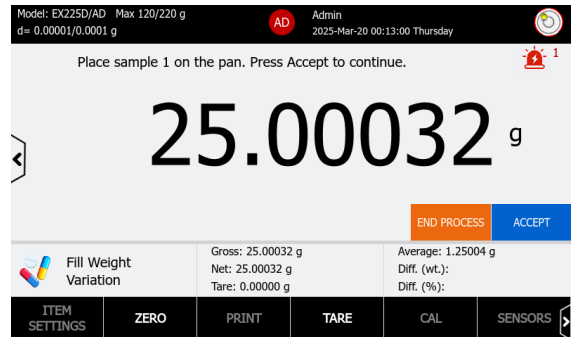 Model: EX225D/AD Max 120/220 g
d= 0.00001/0.0001 g
AD
Admin
2025-Mar-20 00:13:00 Thursday
Place sample 1 on the pan. Press Accept to continue.
1
25.00032 g
END PROCESS
ACCEPT
Fill Weight
Variation
Gross: 25.00032 g
Net: 25.00032 g
Tare: 0.00000 g
Average: 1.25004 g
Diff. (wt.):
Diff. (%):
ITEM
SETTINGS
ZERO
PRINT
TARE
CAL
SENSORS